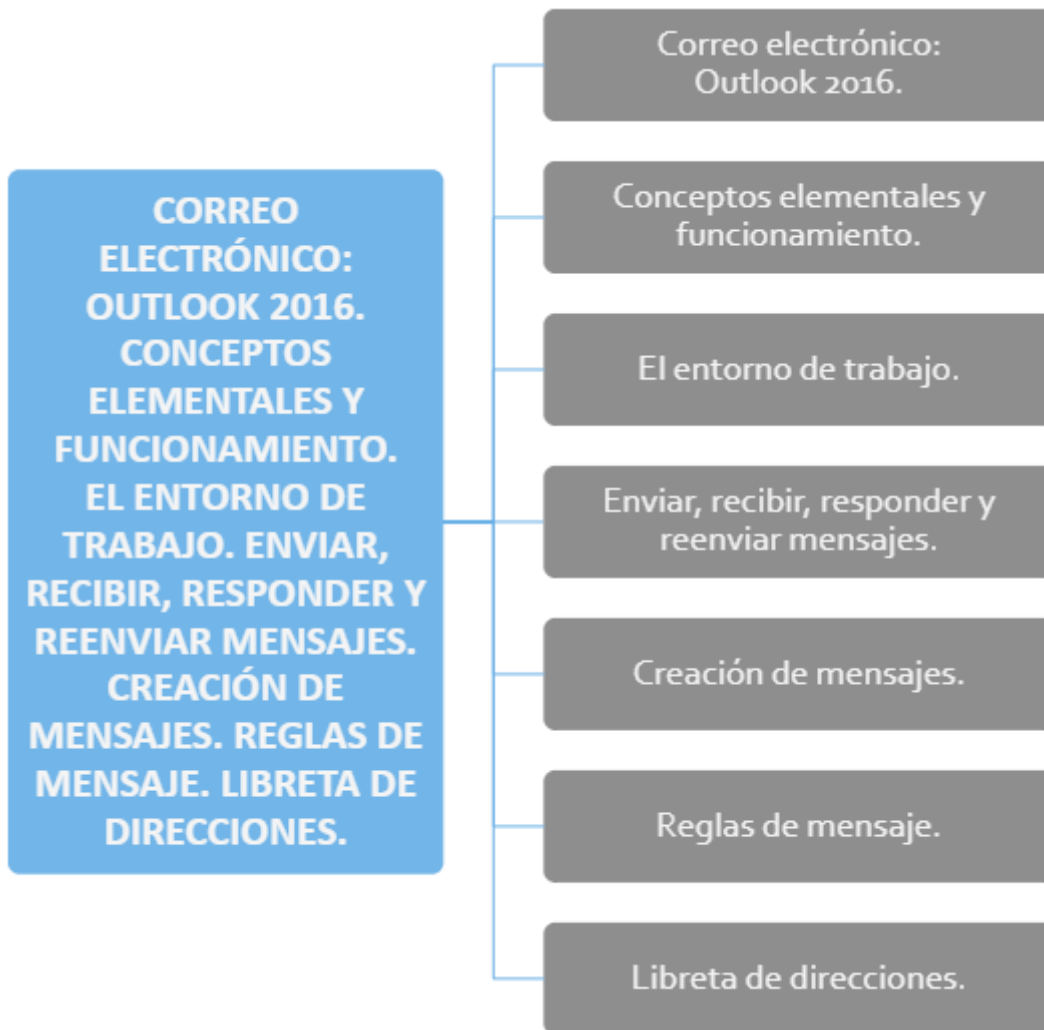 CORREO
ELECTRÓNICO:
OUTLOOK 2016.
CONCEPTOS
ELEMENTALES Y
FUNCIONAMIENTO.
EL ENTORNO DE
TRABAJO. ENVIAR,
RECIBIR, RESPONDER Y
REENVIAR MENSAJES.
CREACIÓN DE
MENSAJES. REGLAS DE
MENSAJE. LIBRETA DE
DIRECCIONES.
Correo electrónico:
Outlook 2016.
Conceptos elementales y
funcionamiento.
El entorno de trabajo.
Enviar, recibir, responder y
reenviar mensajes.
Creación de mensajes.
Reglas de mensaje.
Libreta de direcciones.